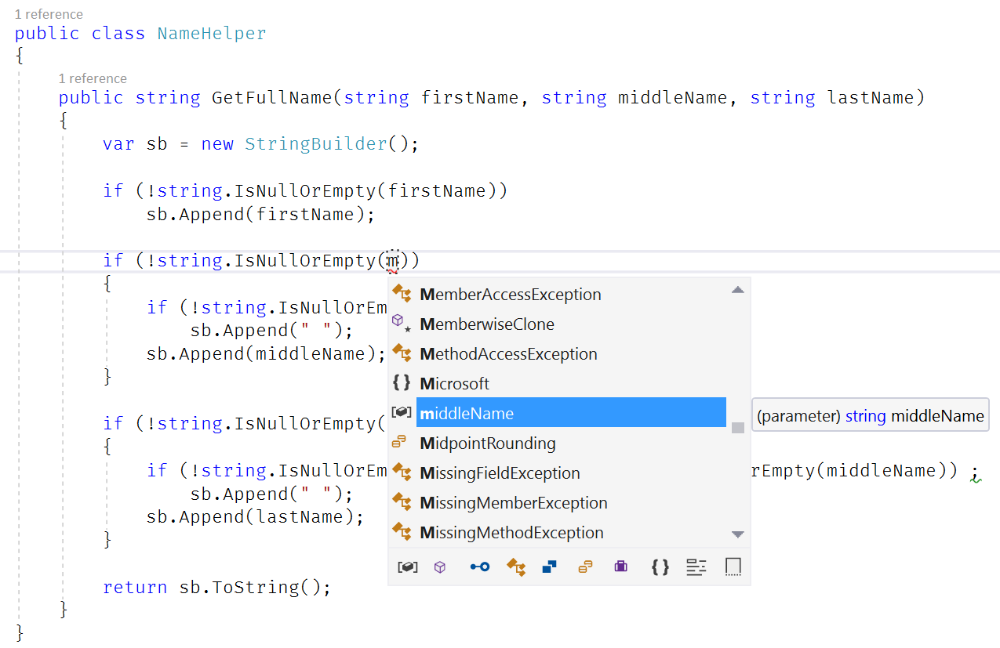 1 reference
public class NameHelper
{
1 reference
public string GetFullName(string firstName, string middleName, string lastName)
{
var sb = new StringBuilder();
if (!string.IsNullOrEmpty(firstName))
sb.Append(firstName);
if (!string.IsNullOrEmpty(m))
{
if (!string.IsNullOrEm
sb.Append(" ");
sb.Append(middleName);
}
if (!string.IsNullOrEmpty(
{
if (!string.IsNullOrEm rEmpty(middleName)) ;
sb.Append(" ");
sb.Append(lastName);
}
return sb.ToString();
}
}
MemberAccessException
MemberwiseClone
MethodAccessException
{} Microsoft
middleName
(parameter) string middleName
MidpointRounding
MissingFieldException
MissingMemberException
MissingMethodException
{}